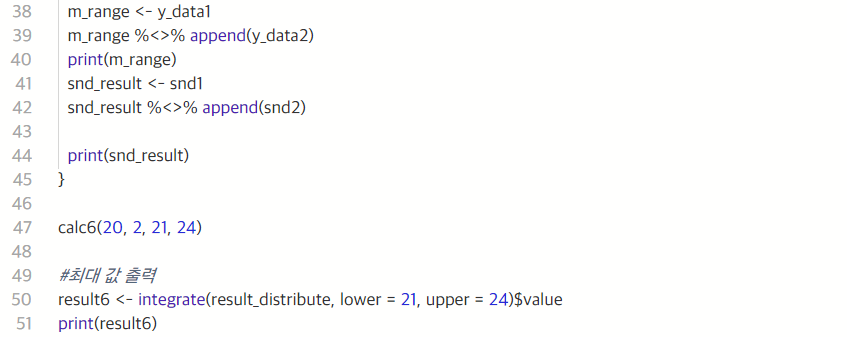 38 m_range <- y_data1
39 m_range %<>% append(y_data2)
40 print(m_range)
41 snd_result <- snd1
42 snd_result %<>% append(snd2)
43
44 print(snd_result)
45 }
46
47 calc6(20, 2, 21, 24)
48
49 #최대 값 출력
50 result6 <- integrate(result_distribute, lower = 21, upper = 24)$value
51 print(result6)